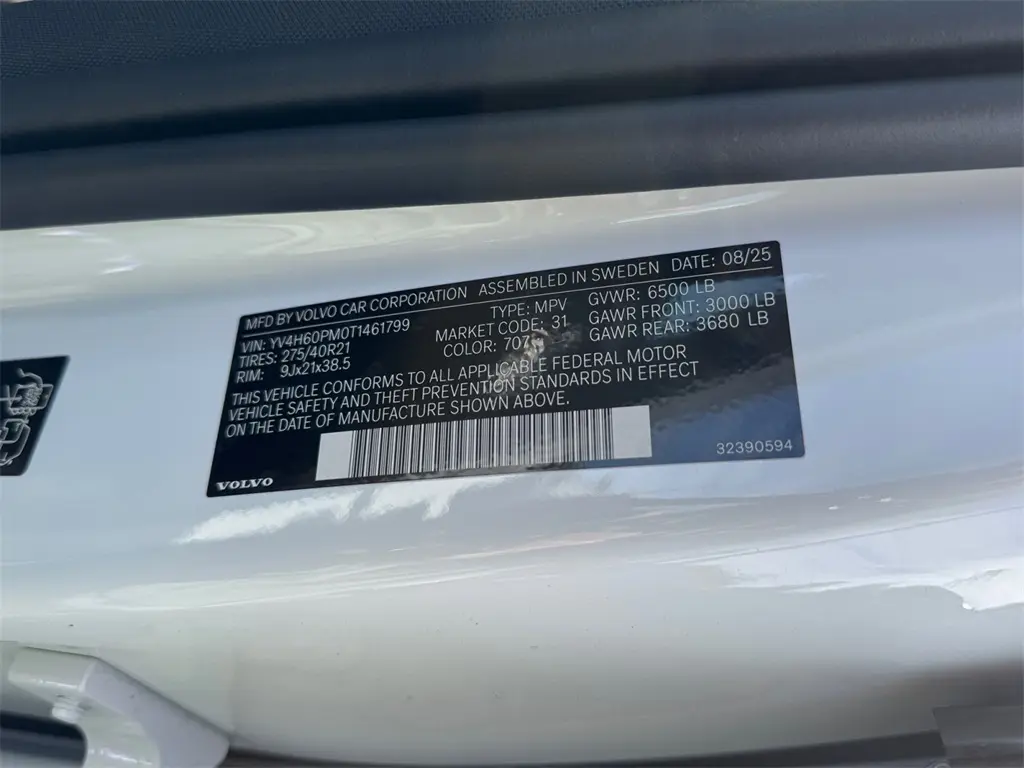 MFD BY VOLVO CAR CORPORATION ASSEMBLED IN SWEDEN DATE: 08/25
VIN: YV4H60PM0T1461799 TYPE: MPV GVWR: 6500 LB
TIRES: 275/40R21 MARKET CODE: 31 GAWR FRONT: 3000 LB
RIM: 9Jx21x38.5 COLOR: 707 GAWR REAR: 3680 LB
THIS VEHICLE CONFORMS TO ALL APPLICABLE FEDERAL MOTOR
VEHICLE SAFETY AND THEFT PREVENTION STANDARDS IN EFFECT
ON THE DATE OF MANUFACTURE SHOWN ABOVE.
VOLVO 32390594